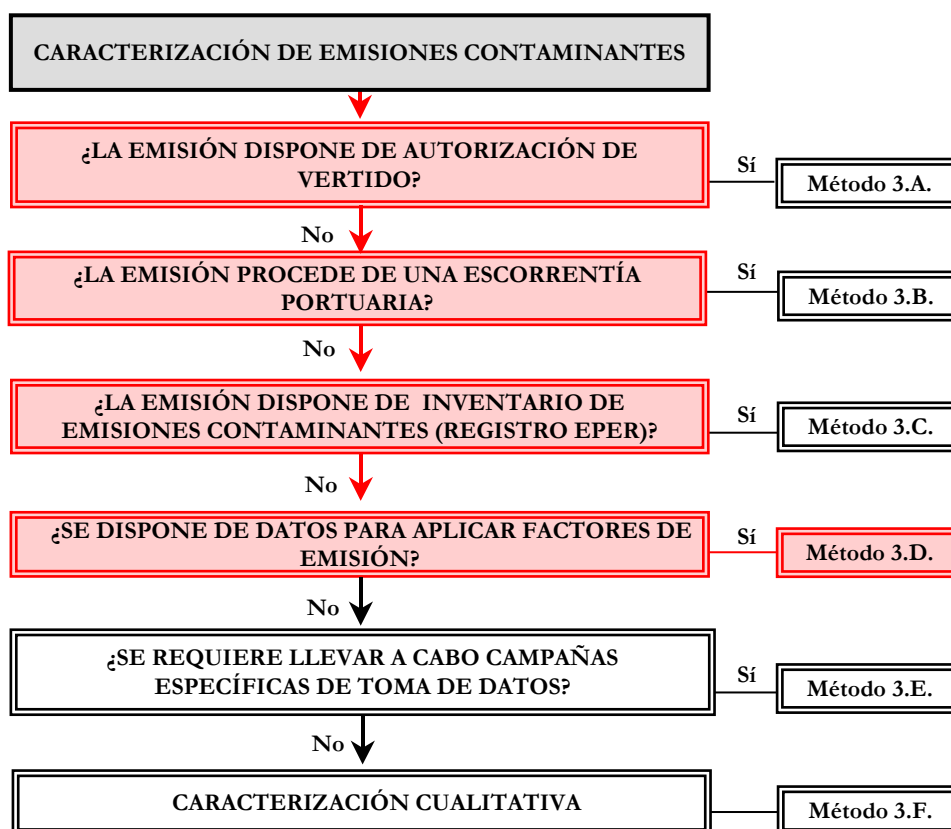 CARACTERIZACIÓN DE EMISIONES CONTAMINANTES
¿LA EMISIÓN DISPONE DE AUTORIZACIÓN DE
VERTIDO?
Sí
Método 3.A.
No
¿LA EMISIÓN PROCEDE DE UNA ESCORRENTÍA
PORTUARIA?
Sí
Método 3.B.
No
¿LA EMISIÓN DISPONE DE INVENTARIO DE
EMISIONES CONTAMINANTES (REGISTRO EPER)?
Sí
Método 3.C.
No
¿SE DISPONE DE DATOS PARA APLICAR FACTORES DE
EMISIÓN?
Sí
Método 3.D.
No
¿SE REQUIERE LLEVAR A CABO CAMPAÑAS
ESPECÍFICAS DE TOMA DE DATOS?
Sí
Método 3.E.
No
CARACTERIZACIÓN CUALITATIVA
Método 3.F.